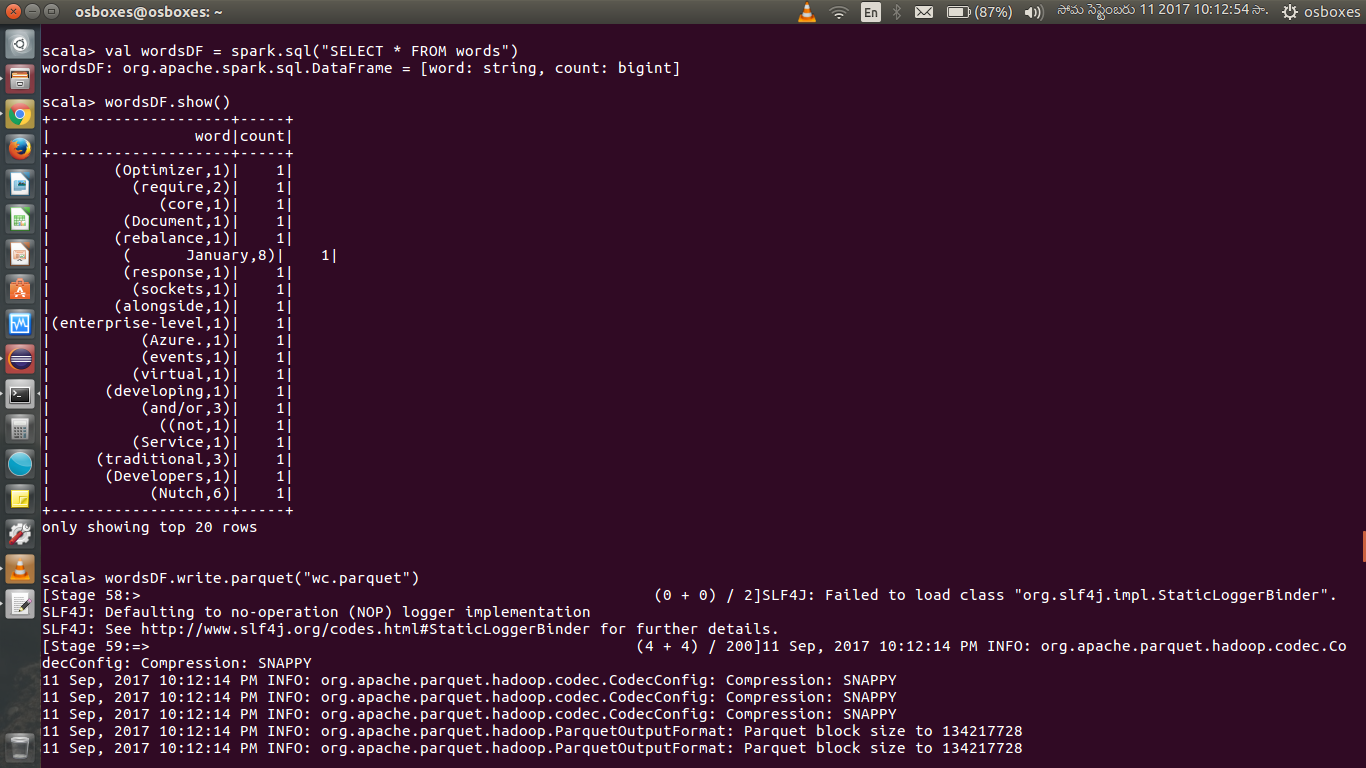 osboxes@osboxes: ~
En
(87%)
సోమ సెప్టెంబరు 11 2017 10:12:54 సా.
osboxes
scala> val wordsDF = spark.sql("SELECT * FROM words")
wordsDF: org.apache.spark.sql.DataFrame = [word: string, count: bigint]
scala> wordsDF.show()
+--------------------+-----+
|                word|count|
+--------------------+-----+
|       (Optimizer,1)|    1|
|         (require,2)|    1|
|            (core,1)|    1|
|        (Document,1)|    1|
|       (rebalance,1)|    1|
|        (      January,8)|    1|
|        (response,1)|    1|
|         (sockets,1)|    1|
|       (alongside,1)|    1|
|(enterprise-level,1)|    1|
|          (Azure.,1)|    1|
|          (events,1)|    1|
|         (virtual,1)|    1|
|      (developing,1)|    1|
|          (and/or,3)|    1|
|            ((not,1)|    1|
|         (Service,1)|    1|
|     (traditional,3)|    1|
|      (Developers,1)|    1|
|           (Nutch,6)|    1|
+--------------------+-----+
only showing top 20 rows
scala> wordsDF.write.parquet("wc.parquet")
[Stage 58:>                                                         (0 + 0) / 2]SLF4J: Failed to load class "org.slf4j.impl.StaticLoggerBinder".
SLF4J: Defaulting to no-operation (NOP) logger implementation
SLF4J: See http://www.slf4j.org/codes.html#StaticLoggerBinder for further details.
[Stage 59:=>                                                      (4 + 4) / 200]11 Sep, 2017 10:12:14 PM INFO: org.apache.parquet.hadoop.codec.Co
decConfig: Compression: SNAPPY
11 Sep, 2017 10:12:14 PM INFO: org.apache.parquet.hadoop.codec.CodecConfig: Compression: SNAPPY
11 Sep, 2017 10:12:14 PM INFO: org.apache.parquet.hadoop.codec.CodecConfig: Compression: SNAPPY
11 Sep, 2017 10:12:14 PM INFO: org.apache.parquet.hadoop.codec.CodecConfig: Compression: SNAPPY
11 Sep, 2017 10:12:14 PM INFO: org.apache.parquet.hadoop.ParquetOutputFormat: Parquet block size to 134217728
11 Sep, 2017 10:12:14 PM INFO: org.apache.parquet.hadoop.ParquetOutputFormat: Parquet block size to 134217728